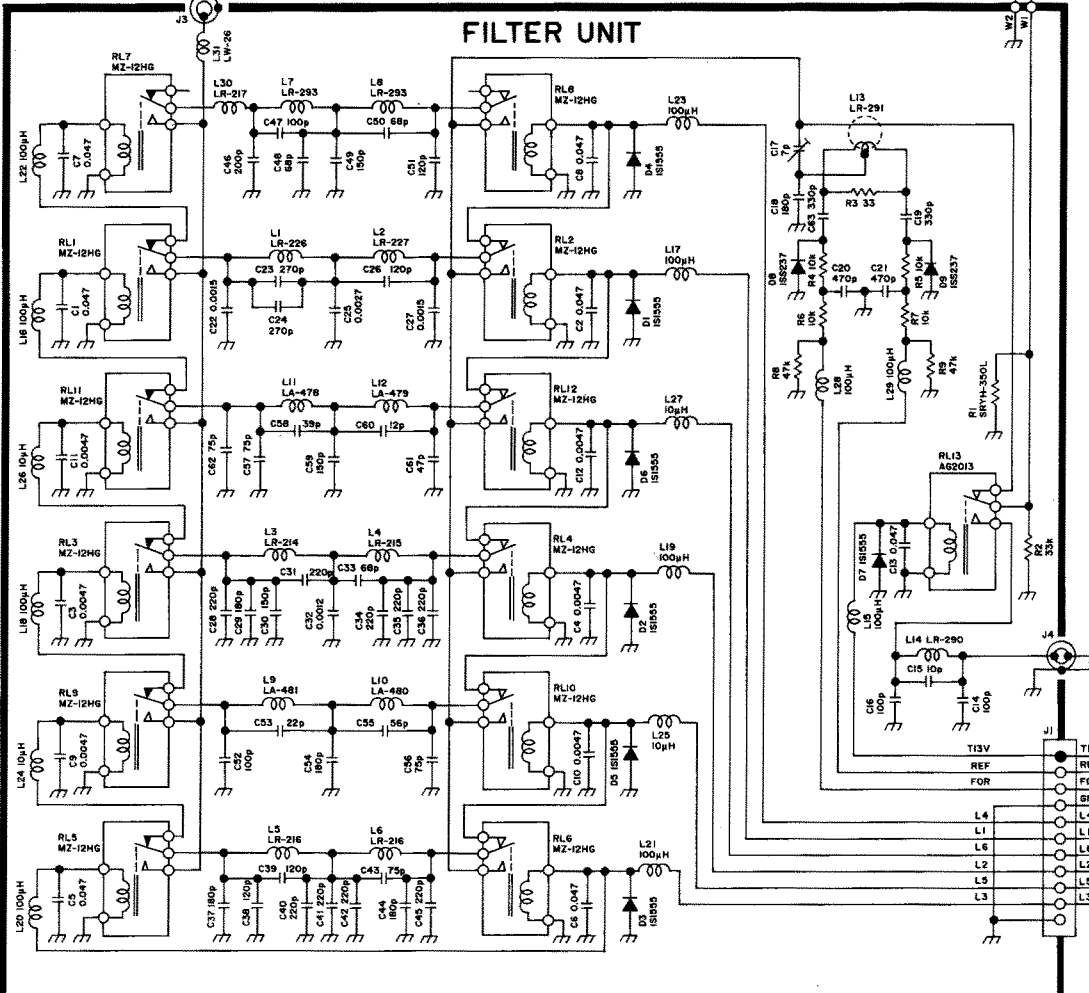 FILTER UNIT
J3
L31
LW-26
W2
W1
RL7
MZ-12HG
L30
LR-217
L7
LR-293
L8
LR-293
C47 100p
C50 68p
RL8
MZ-12HG
L23
100μH
L13
LR-291
L22 100μH
C7
0.047
C46
200p
C48
68p
C49
150p
C51
120p
C8 0.047
D4
1S1555
C17
7p
C18
180p
C63 330p
R3 33
C19
330p
RL1
MZ-12HG
L1
LR-226
L2
LR-227
C23 270p
C26 120p
RL2
MZ-12HG
L17
100μH
L16 100μH
C1
0.047
C22 0.0015
C24
270p
C25
0.0027
C27
0.0015
C2 0.047
D1
1S1555
D8
1SS237
R4 10k
C20
470p
C21
470p
R5 10k
D9
1SS237
R6
10k
R7
10k
R8
47k
L28
100μH
L29 100μH
R9
47k
RL11
MZ-12HG
L11
LA-478
L12
LA-479
C58 39p
C60 12p
RL12
MZ-12HG
L27
10μH
R1
SRYH-350L
L26 10μH
C11
0.0047
C62 75p
C57 75p
C59
150p
C61
47p
C12 0.0047
D6
1S1555
RL13
AG2013
RL3
MZ-12HG
L3
LR-214
L4
LR-215
C31 220p
C33 68p
RL4
MZ-12HG
L19
100μH
D7 1S1555
C13 0.047
R2
33k
L18 100μH
C3
0.0047
C28 220p
C29 180p
C30 150p
C32
0.0012
C34
220p
C35 220p
C36 220p
C4 0.0047
D2
1S1555
L15
100μH
L14 LR-290
C15 10p
J4
C16
100p
C14
100p
RL9
MZ-12HG
L9
LA-481
L10
LA-480
C53 22p
C55 56p
RL10
MZ-12HG
L25
10μH
L24 10μH
C9
0.0047
C52
100p
C54
180p
C56
75p
C10 0.0047
D5 1S1555
J1
T13V
REF
FOR
L4
L1
L6
L2
L5
L3
RL5
MZ-12HG
L5
LR-216
L6
LR-216
C39 120p
C43 75p
RL6
MZ-12HG
L21
100μH
L20 100μH
C5
0.047
C37 180p
C38 120p
C40
220p
C41 220p
C42 220p
C44
180p
C45 220p
C6 0.047
D3
1S1555